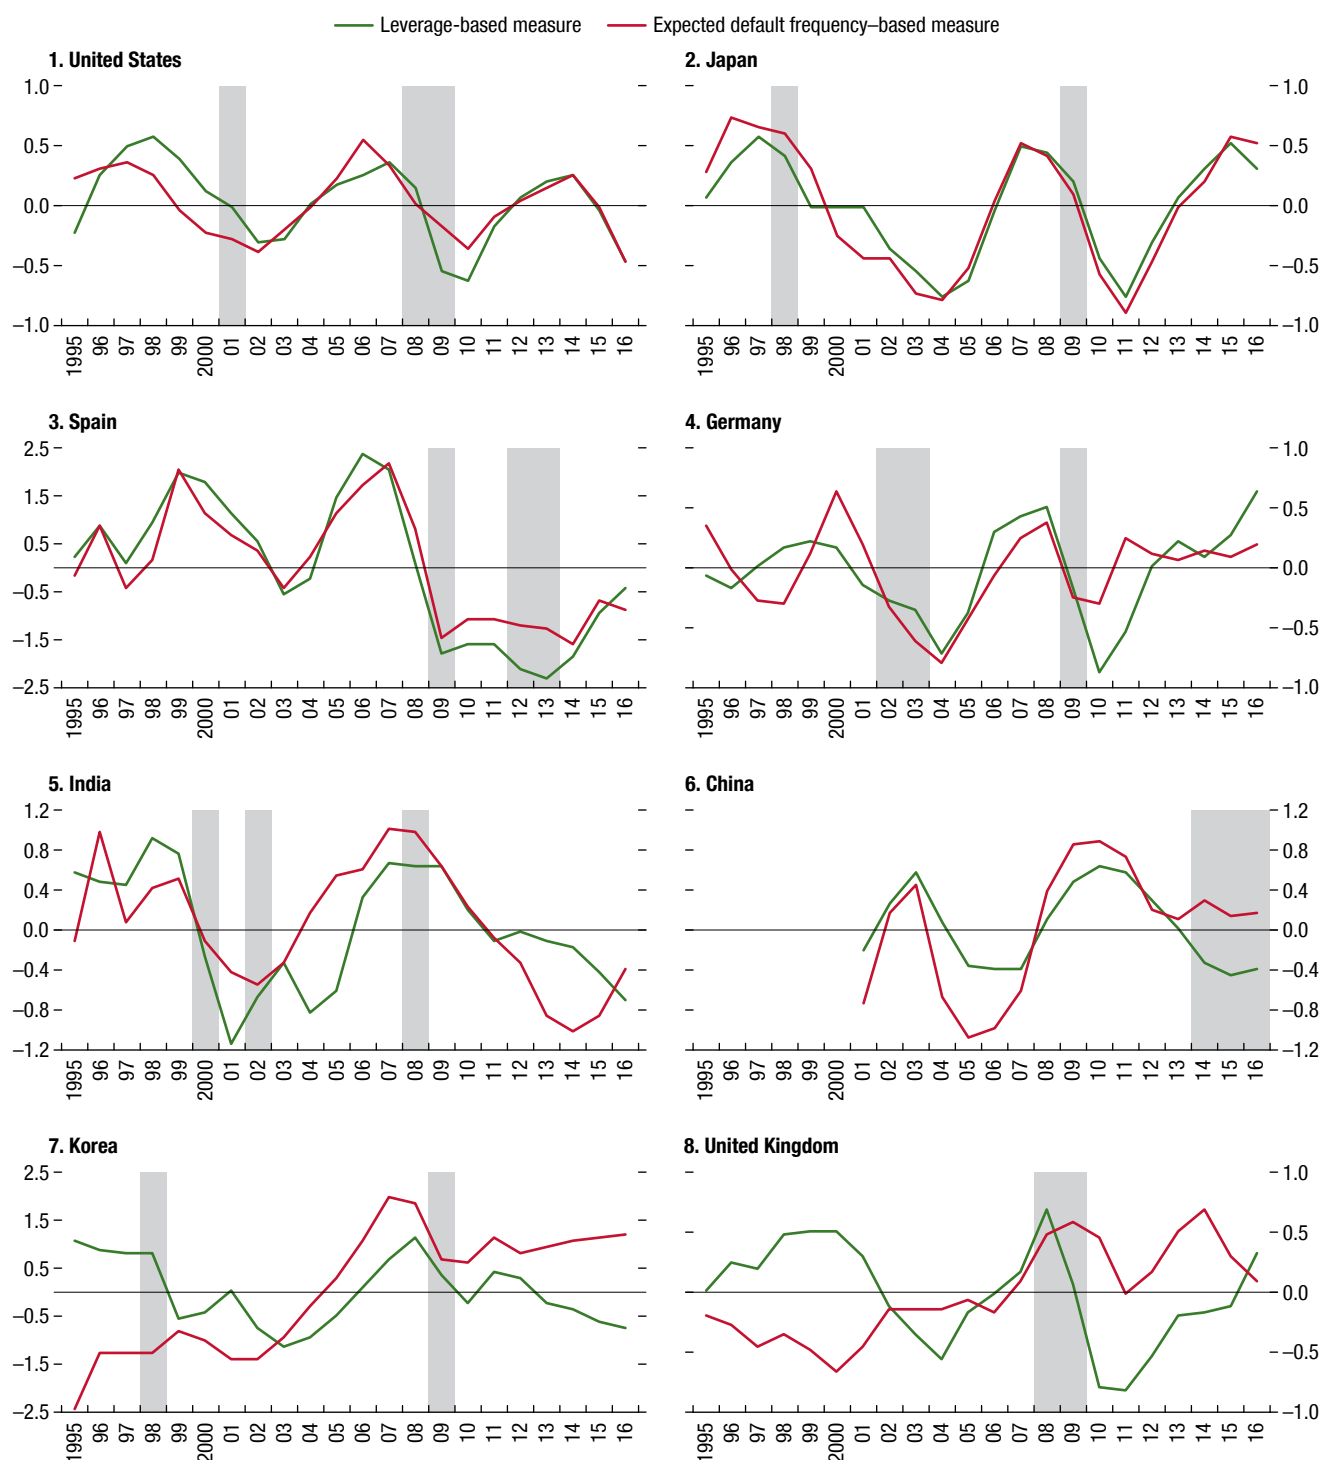 Leverage-based measure Expected default frequency–based measure
1. United States
1.0
0.5
0.0
–0.5
–1.0
1995 96 97 98 99 2000 01 02 03 04 05 06 07 08 09 10 11 12 13 14 15 16
2. Japan
1.0
0.5
0.0
–0.5
–1.0
1995 96 97 98 99 2000 01 02 03 04 05 06 07 08 09 10 11 12 13 14 15 16
3. Spain
2.5
1.5
0.5
–0.5
–1.5
–2.5
1995 96 97 98 99 2000 01 02 03 04 05 06 07 08 09 10 11 12 13 14 15 16
4. Germany
1.0
0.5
0.0
–0.5
–1.0
1995 96 97 98 99 2000 01 02 03 04 05 06 07 08 09 10 11 12 13 14 15 16
5. India
1.2
0.8
0.4
0.0
–0.4
–0.8
–1.2
1995 96 97 98 99 2000 01 02 03 04 05 06 07 08 09 10 11 12 13 14 15 16
6. China
1.2
0.8
0.4
0.0
–0.4
–0.8
–1.2
1995 96 97 98 99 2000 01 02 03 04 05 06 07 08 09 10 11 12 13 14 15 16
7. Korea
2.5
1.5
0.5
–0.5
–1.5
–2.5
1995 96 97 98 99 2000 01 02 03 04 05 06 07 08 09 10 11 12 13 14 15 16
8. United Kingdom
1.0
0.5
0.0
–0.5
–1.0
1995 96 97 98 99 2000 01 02 03 04 05 06 07 08 09 10 11 12 13 14 15 16